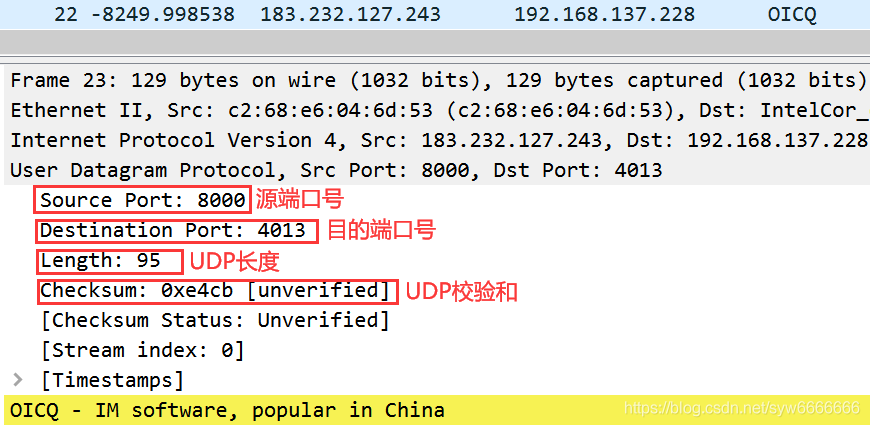 22 -8249.998538 183.232.127.243 192.168.137.228 OICQ
Frame 23: 129 bytes on wire (1032 bits), 129 bytes captured (1032 bits)
Ethernet II, Src: c2:68:e6:04:6d:53 (c2:68:e6:04:6d:53), Dst: IntelCor_
Internet Protocol Version 4, Src: 183.232.127.243, Dst: 192.168.137.228
User Datagram Protocol, Src Port: 8000, Dst Port: 4013
Source Port: 8000 源端口号
Destination Port: 4013 目的端口号
Length: 95 UDP长度
Checksum: 0xe4cb [unverified] UDP校验和
[Checksum Status: Unverified]
[Stream index: 0]
[Timestamps]
OICQ - IM software, popular in China
https://blog.csdn.net/syw6666666